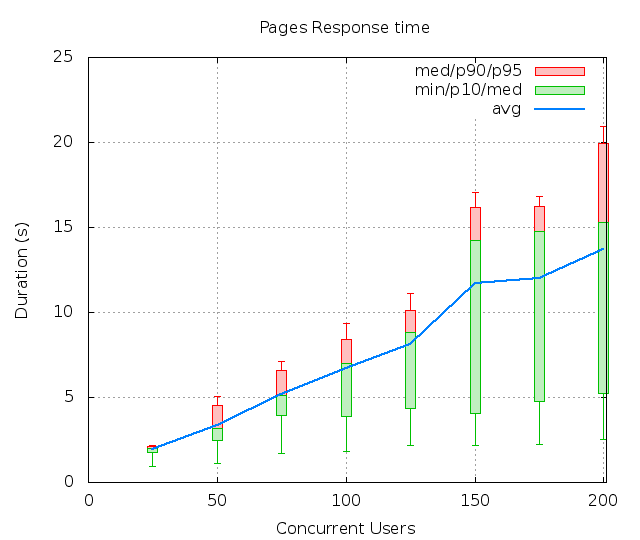 Pages Response time
25
20
15
10
5
0
Duration (s)
med/p90/p95
min/p10/med
avg
0 50 100 150 200
Concurrent Users